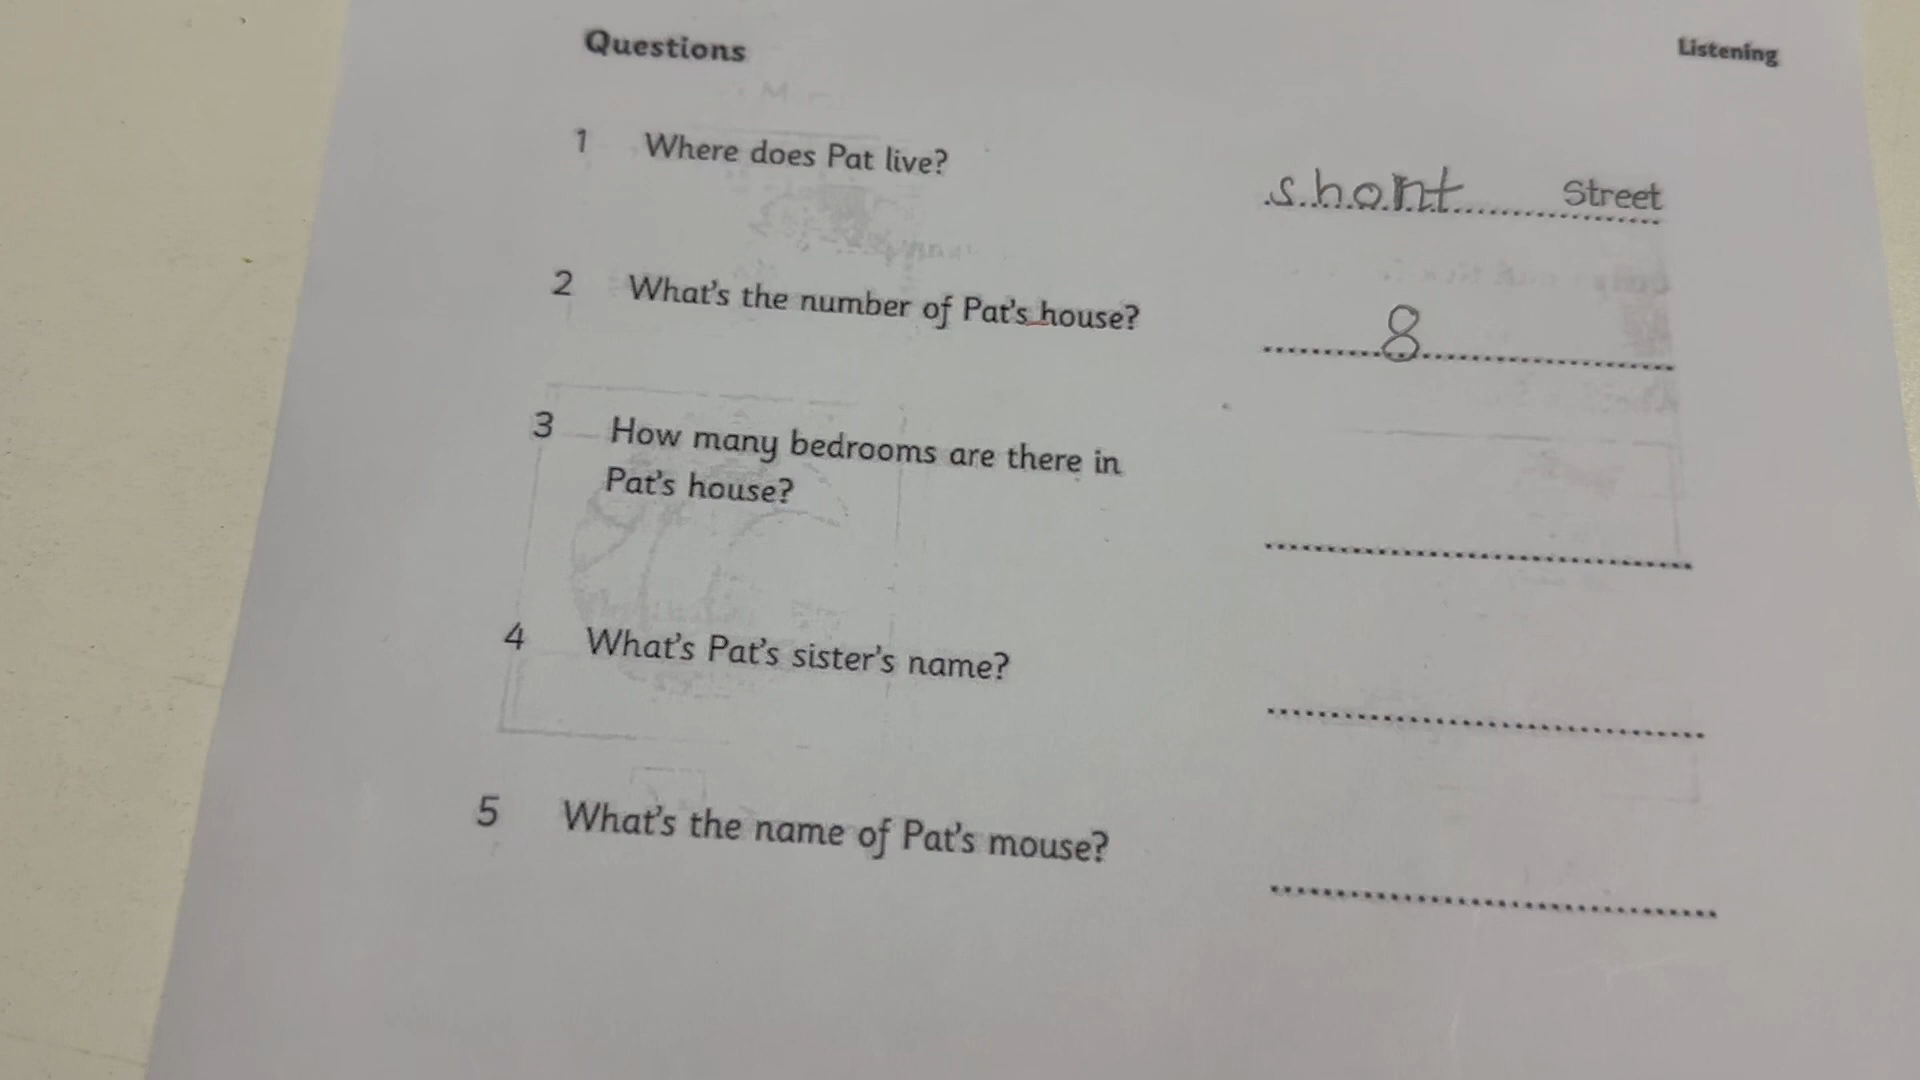 Questions
Listening
1 Where does Pat live?
short Street
2 What's the number of Pat's house?
8
3 How many bedrooms are there in
Pat's house?
4 What's Pat's sister's name?
5 What's the name of Pat's mouse?